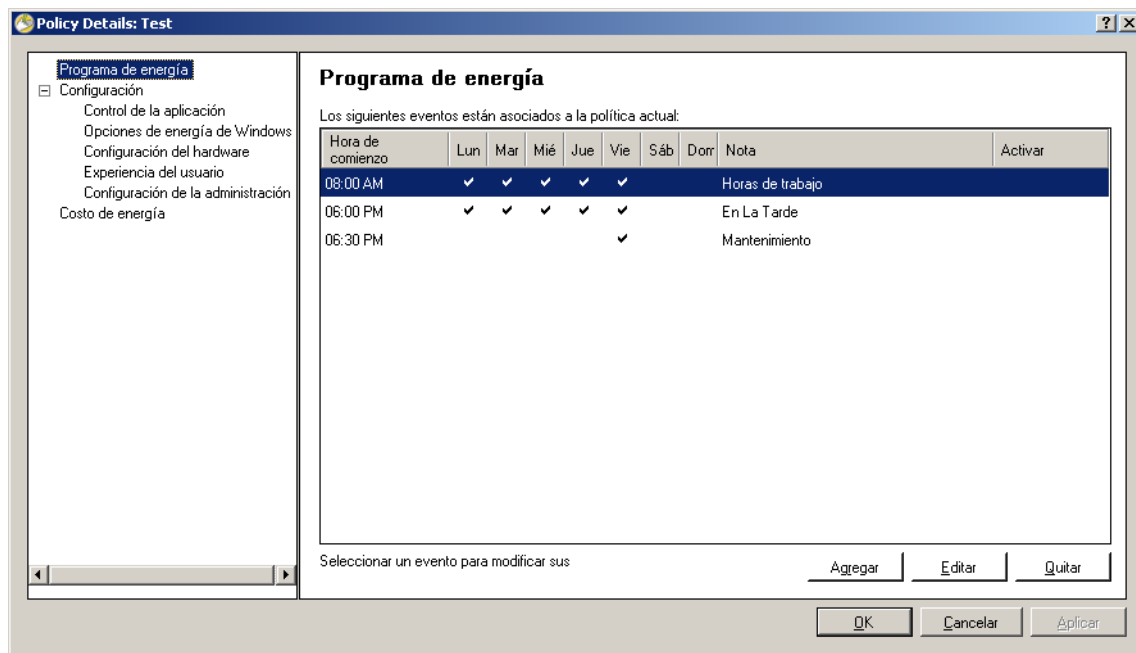 Policy Details: Test
Programa de energía
Configuración
Control de la aplicación
Opciones de energía de Windows
Configuración del hardware
Experiencia del usuario
Configuración de la administración
Costo de energía
Programa de energía
Los siguientes eventos están asociados a la política actual:
Hora de comienzo Lun Mar Mié Jue Vie Sáb Dom Nota Activar
08:00 AM Horas de trabajo
06:00 PM En La Tarde
06:30 PM Mantenimiento
Seleccionar un evento para modificar sus
Agregar Editar Quitar
OK Cancelar Aplicar